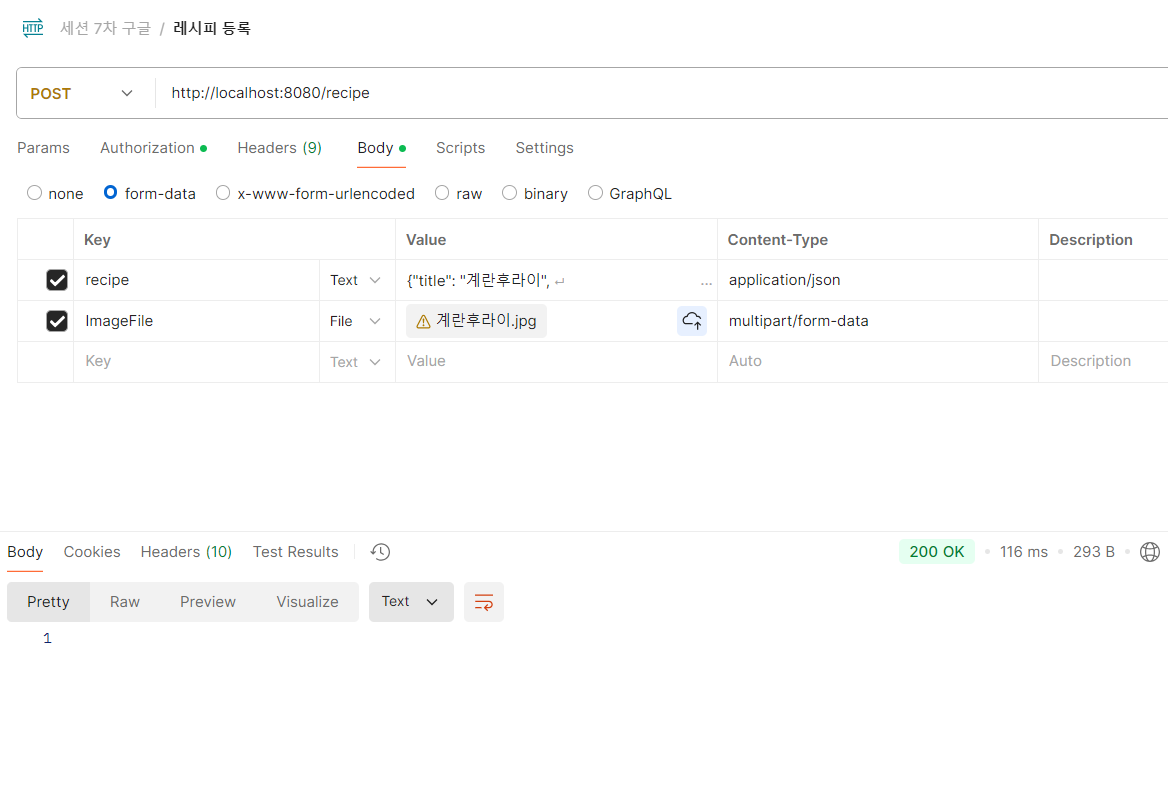 HTTP 세션 7차 구글 / 레시피 등록
POST http://localhost:8080/recipe
Params Authorization Headers (9) Body Scripts Settings
none form-data x-www-form-urlencoded raw binary GraphQL
Key Value Content-Type Description
recipe Text {"title": "계란후라이", ↵ ... application/json
ImageFile File 계란후라이.jpg multipart/form-data
Key Text Value Auto Description
Body Cookies Headers (10) Test Results 200 OK • 116 ms • 293 B •
Pretty Raw Preview Visualize Text
1